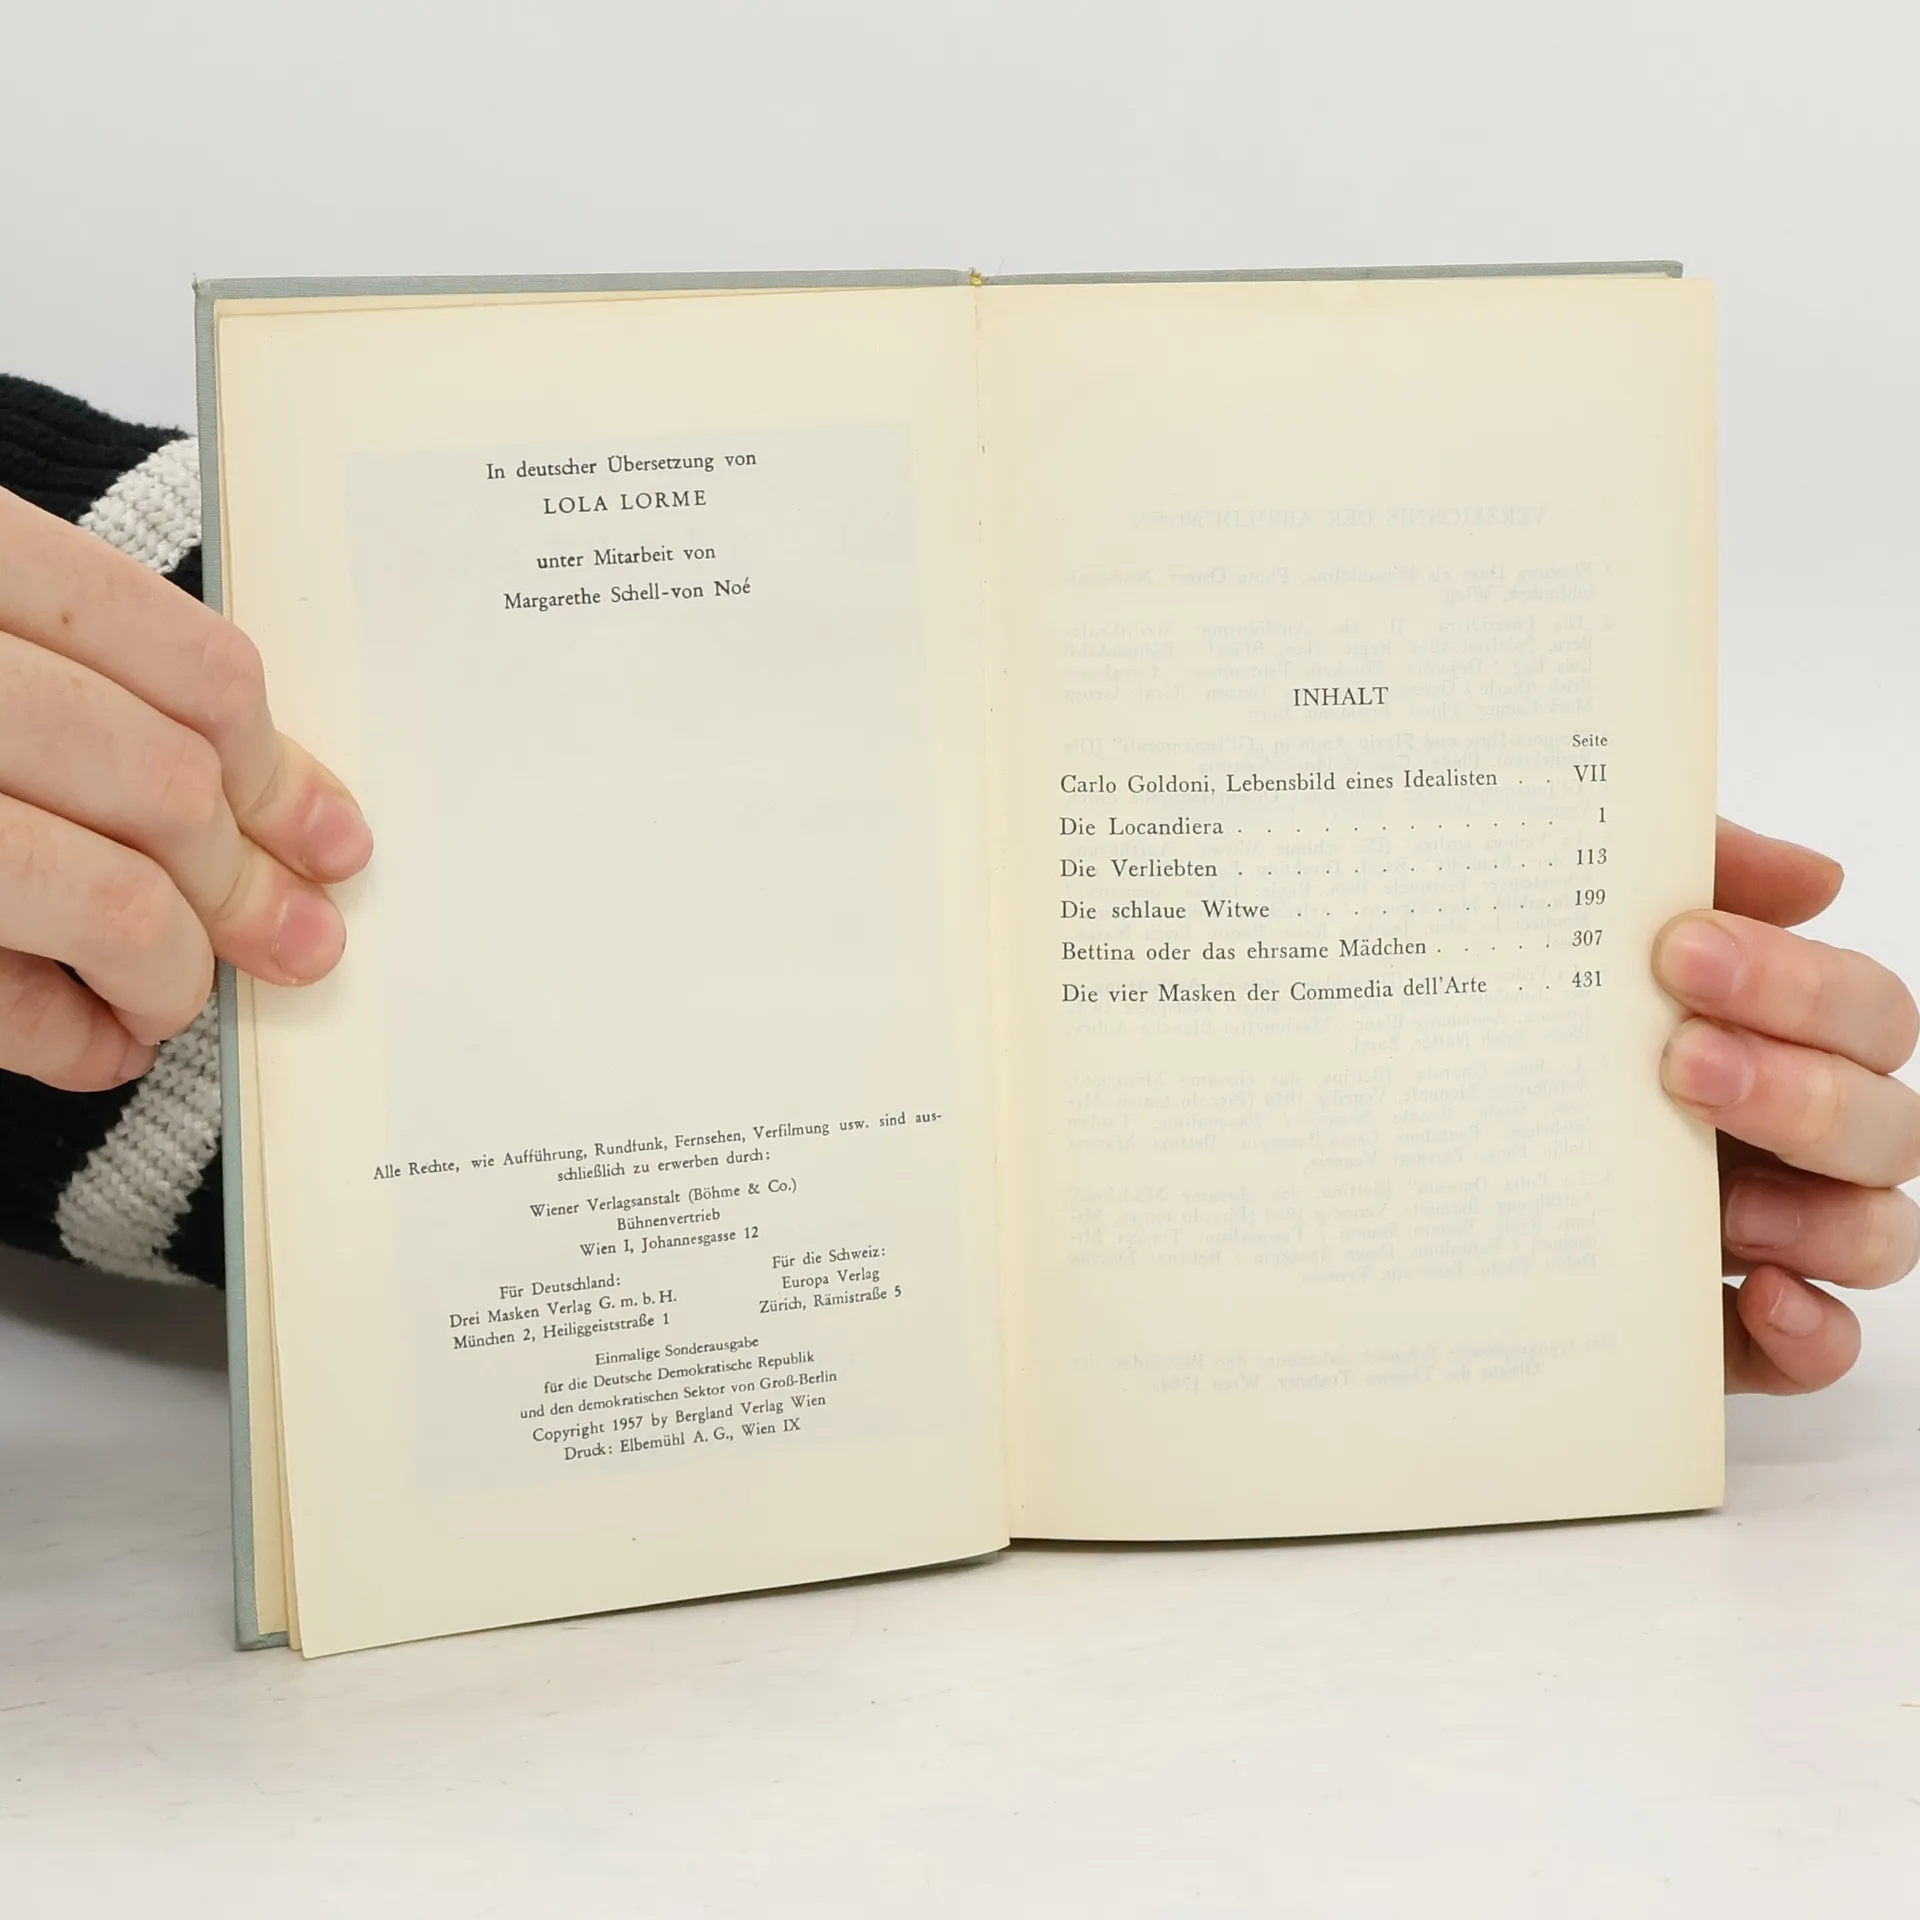 In deutscher Übersetzung von
LOLA LORME
unter Mitarbeit von
Margarethe Schell-von Noé
Alle Rechte, wie Aufführung, Rundfunk, Fernsehen, Verfilmung usw. sind aus-
schließlich zu erwerben durch:
Wiener Verlagsanstalt (Böhme & Co.)
Bühnenvertrieb
Wien I, Johannesgasse 12
Für Deutschland:
Drei Masken Verlag G. m. b. H.
München 2, Heiliggeiststraße 1
Für die Schweiz:
Europa Verlag
Zürich, Rämistraße 5
Einmalige Sonderausgabe
für die Deutsche Demokratische Republik
und den demokratischen Sektor von Groß-Berlin
Copyright 1957 by Bergland Verlag Wien
Druck: Elbemühl A. G., Wien IX
INHALT
Seite
Carlo Goldoni, Lebensbild eines Idealisten . . VII
Die Locandiera . . . . . . . . . . . . 1
Die Verliebten . . . . . . . . . . . . 113
Die schlaue Witwe . . . . . . . . . . 199
Bettina oder das ehrsame Mädchen . . . . . 307
Die vier Masken der Commedia dell'Arte . . 431